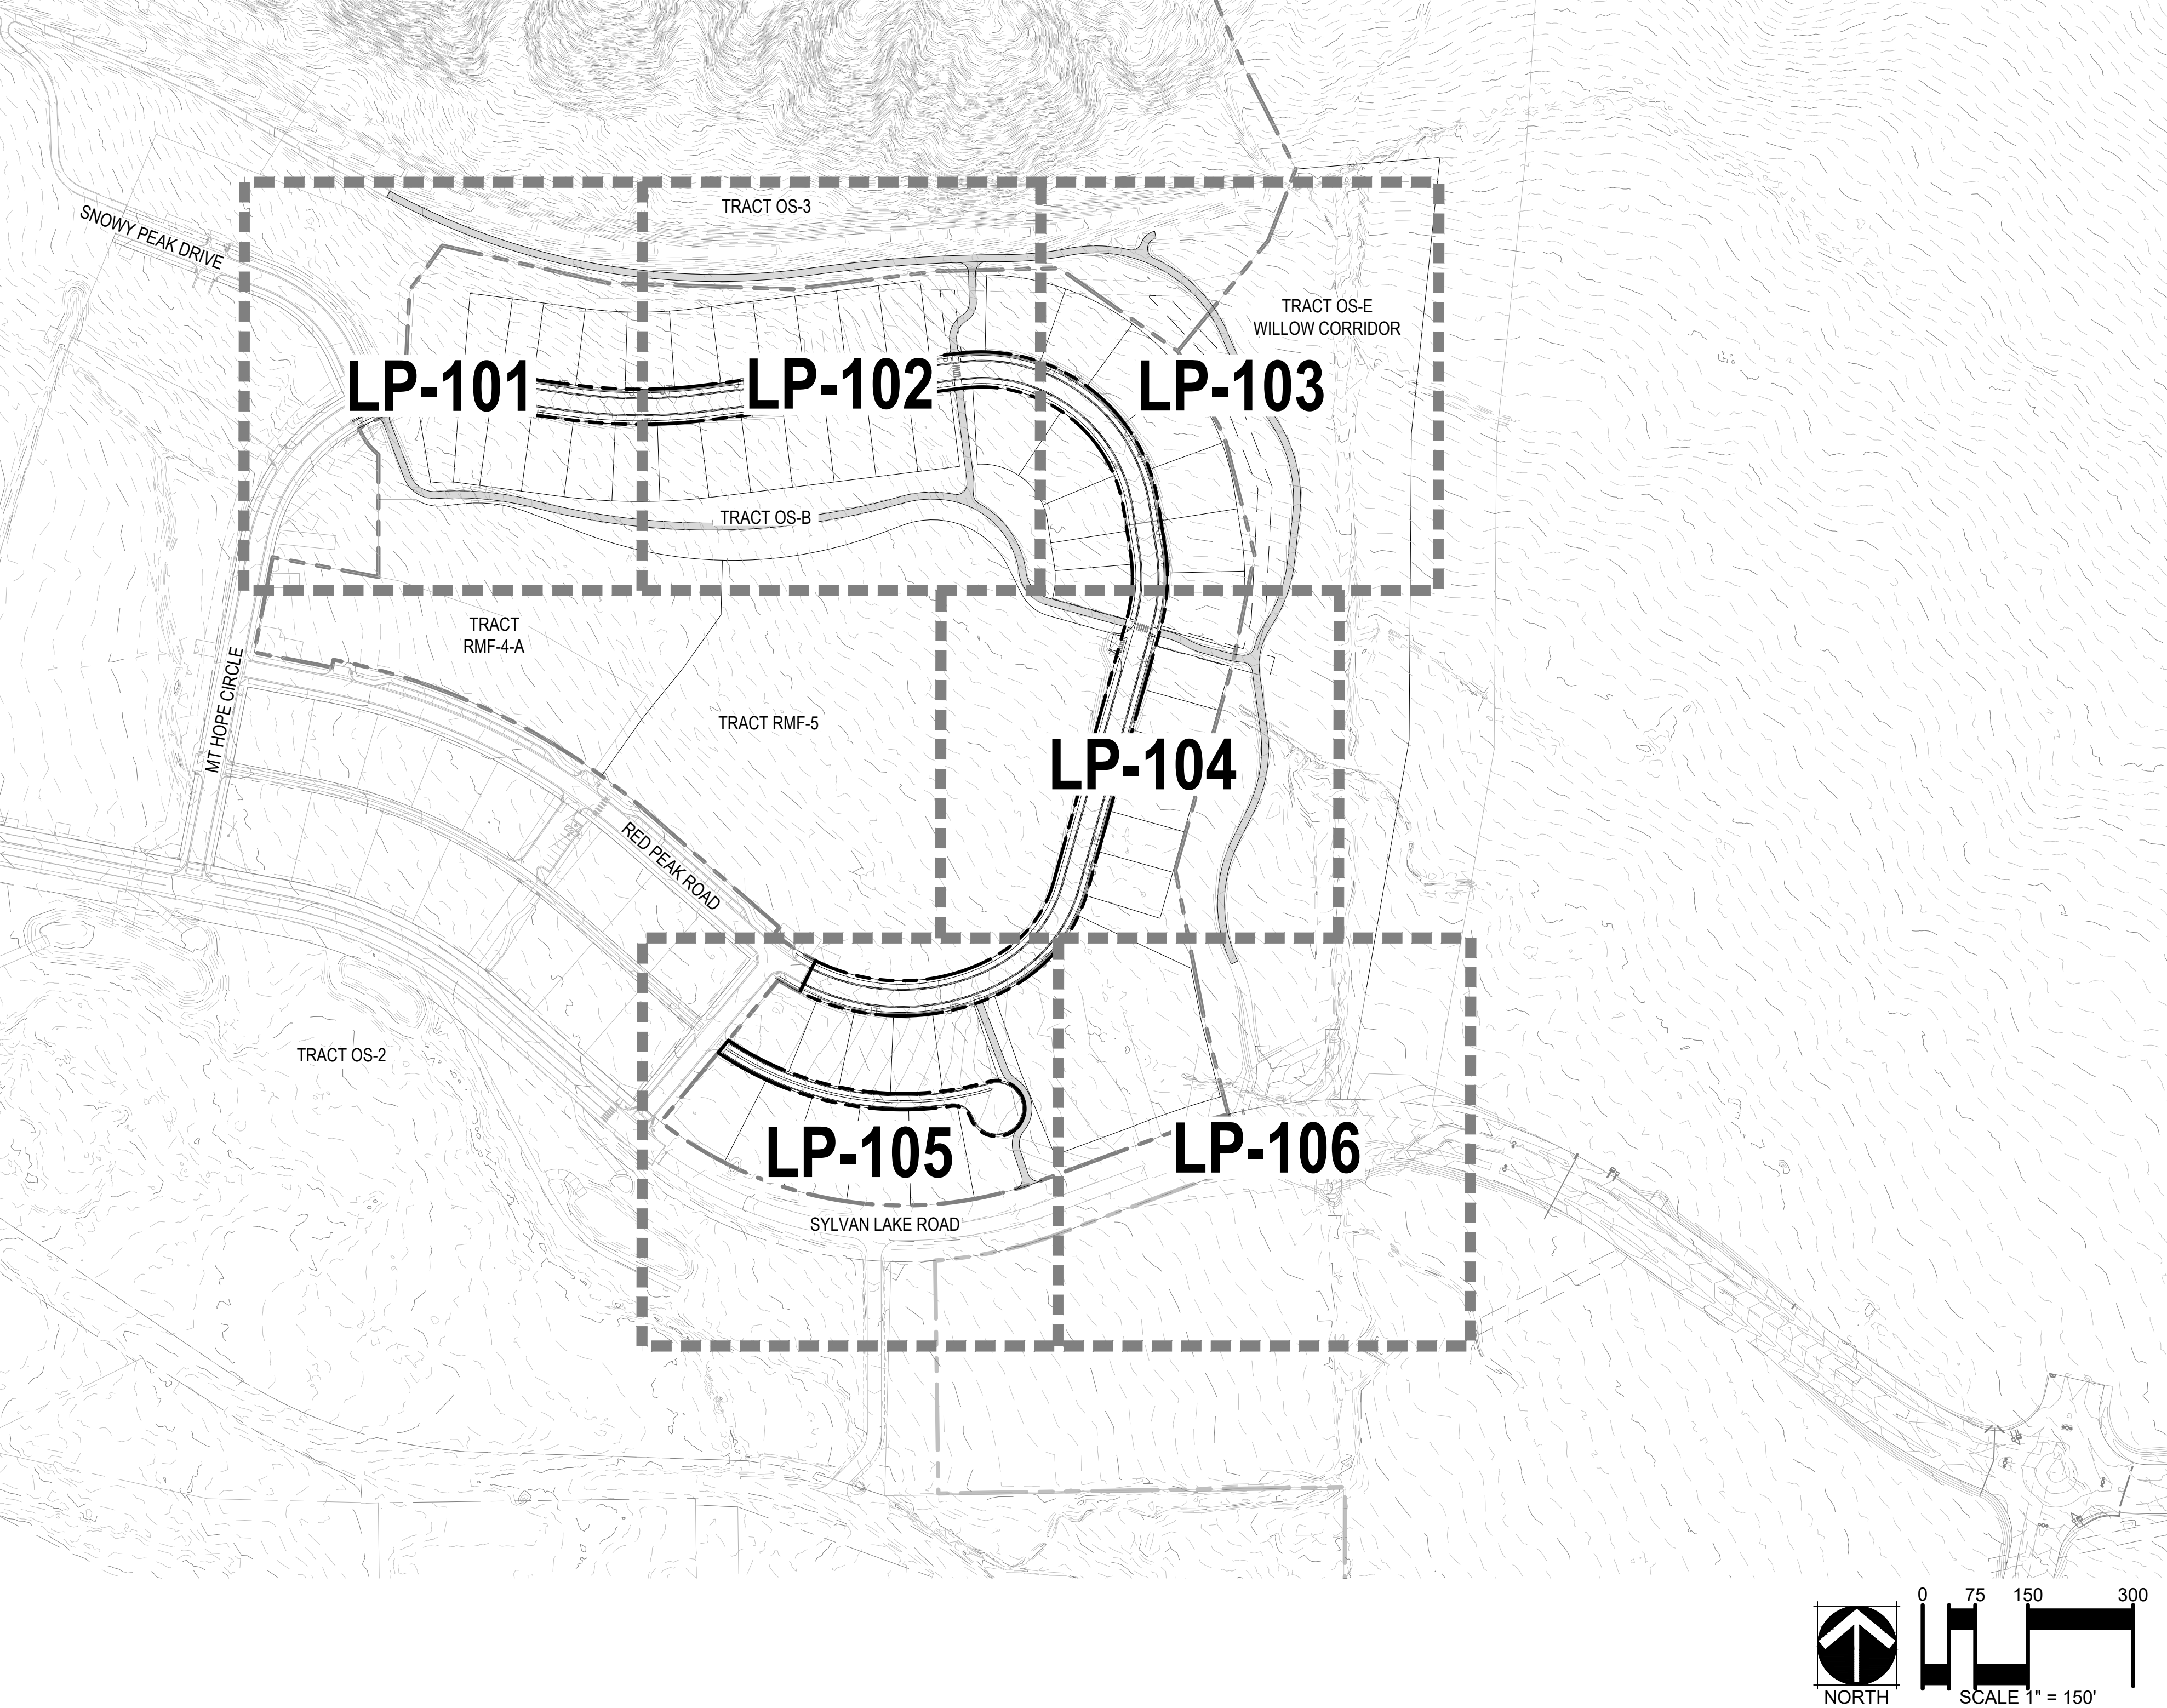 TRACT OS-3
SNOWY PEAK DRIVE
TRACT OS-E
WILLOW CORRIDOR
LP-101
LP-102
LP-103
TRACT OS-B
TRACT
RMF-4-A
MT HOPE CIRCLE
TRACT RMF-5
LP-104
RED PEAK ROAD
TRACT OS-2
LP-105
LP-106
SYLVAN LAKE ROAD
0 75 150 300
NORTH
SCALE 1" = 150'